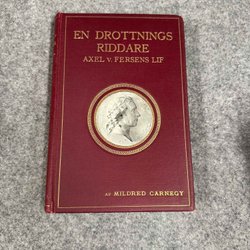 EN DROTTNINGS
RIDDARE
AXEL V. FERSENS LIF
AF MILDRED CARNEGY